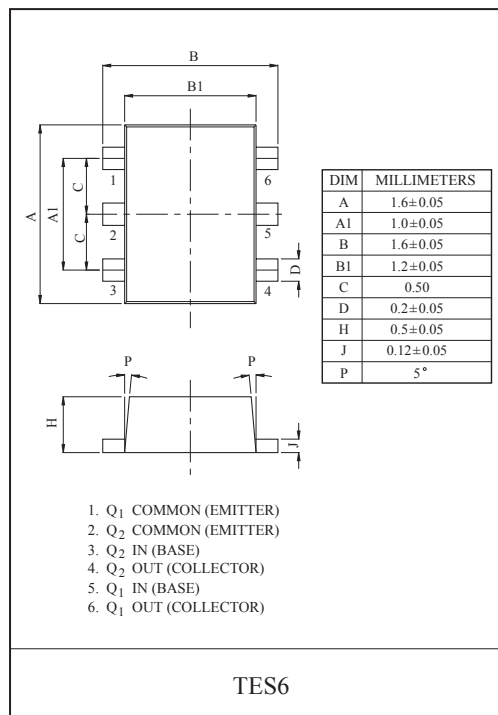 B
B1
A
A1
C
C
D
1
2
3
6
5
4
DIM MILLIMETERS
A 1.6±0.05
A1 1.0±0.05
B 1.6±0.05
B1 1.2±0.05
C 0.50
D 0.2±0.05
H 0.5±0.05
J 0.12±0.05
P 5°
P P
H
J
1. Q1 COMMON (EMITTER)
2. Q2 COMMON (EMITTER)
3. Q2 IN (BASE)
4. Q2 OUT (COLLECTOR)
5. Q1 IN (BASE)
6. Q1 OUT (COLLECTOR)
TES6